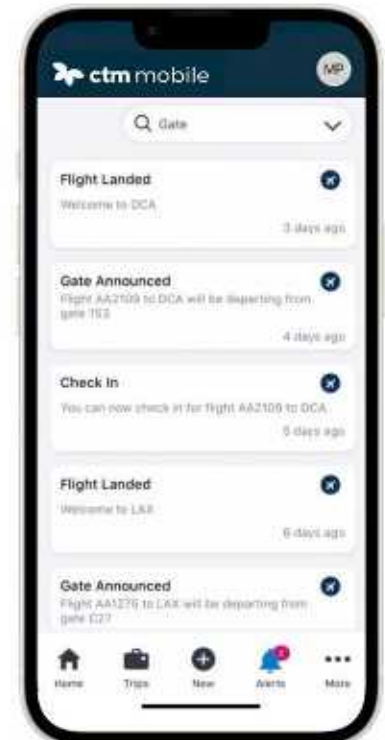 ctm mobile
MP
Gate
Flight Landed
Welcome to DCA
3 days ago
Gate Announced
Flight AA2109 to DCA will be departing from
gate 153
4 days ago
Check In
You can now check in for flight AA2109 to DCA
5 days ago
Flight Landed
Welcome to LAX
6 days ago
Gate Announced
Flight AA1276 to LAX will be departing from
gate C27
Home
Trips
New
Alerts
More